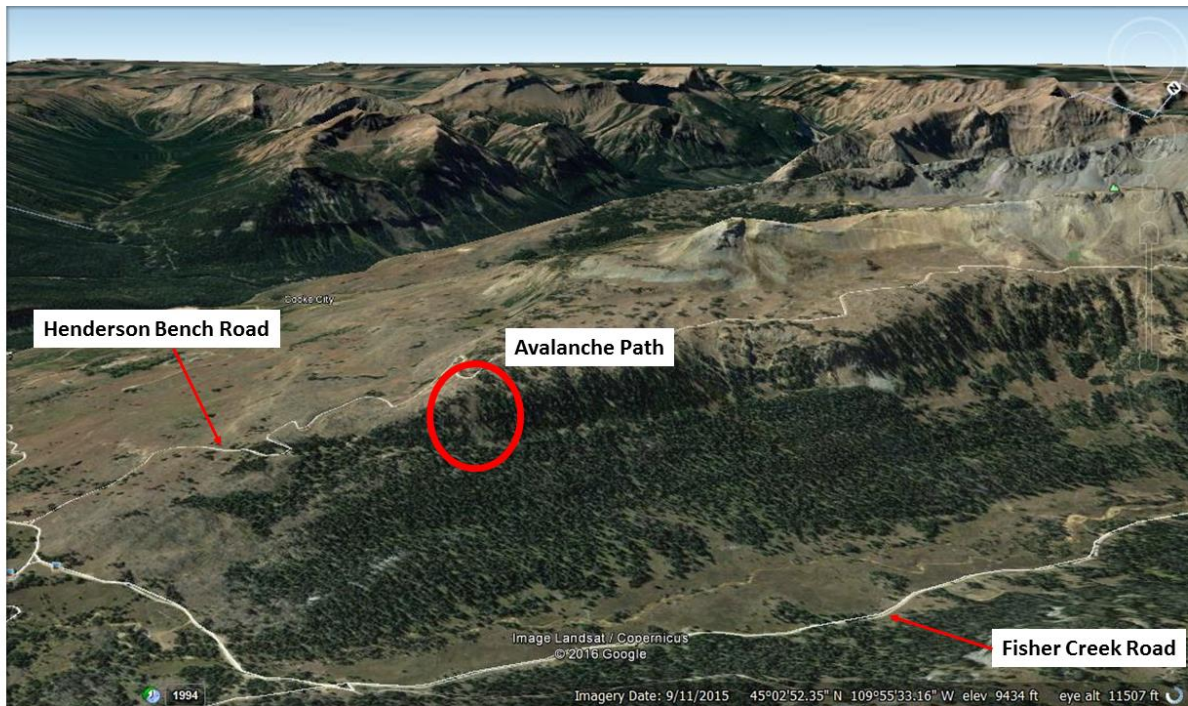 Cooke City
Henderson Bench Road
Avalanche Path
Fisher Creek Road
Image Landsat / Copernicus
© 2016 Google
1994
Imagery Date: 9/11/2015 45°02'52.35" N 109°55'33.16" W elev 9434 ft eye alt 11507 ft